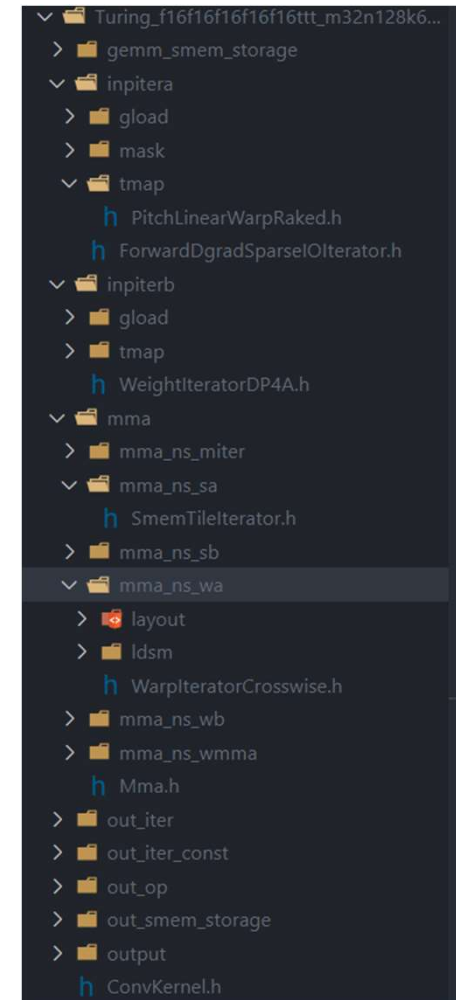 Turing_f16f16f16f16f16ttt_m32n128k6...
gemm_smem_storage
inpitera
gload
mask
tmap
PitchLinearWarpRaked.h
ForwardDgradSparseIOIterator.h
inpiterb
gload
tmap
WeightIteratorDP4A.h
mma
mma_ns_miter
mma_ns_sa
SmemTileIterator.h
mma_ns_sb
mma_ns_wa
layout
ldsm
WarpIteratorCrosswise.h
mma_ns_wb
mma_ns_wmma
Mma.h
out_iter
out_iter_const
out_op
out_smem_storage
output
ConvKernel.h